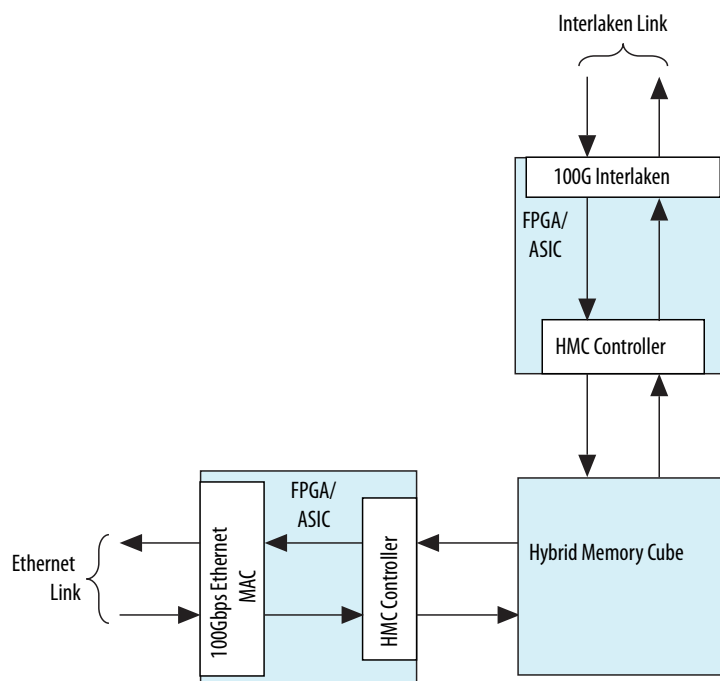 Interlaken Link
100G Interlaken
FPGA/
ASIC
HMC Controller
FPGA/
ASIC
100Gbps Ethernet
MAC
HMC Controller
Hybrid Memory Cube
Ethernet
Link